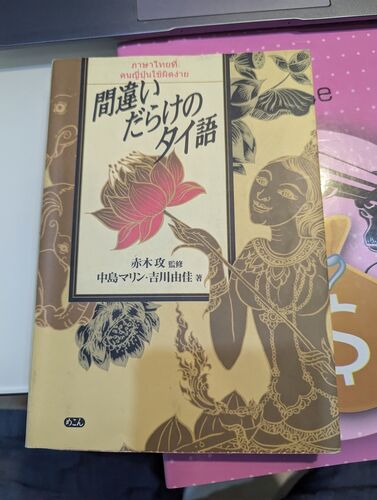 ภาษาไทยที่
คนญี่ปุ่นใช้ผิดง่าย
間違い
だらけの
タイ語
赤木攻 監修
中島マリン・吉川由佳 著
めこん
$